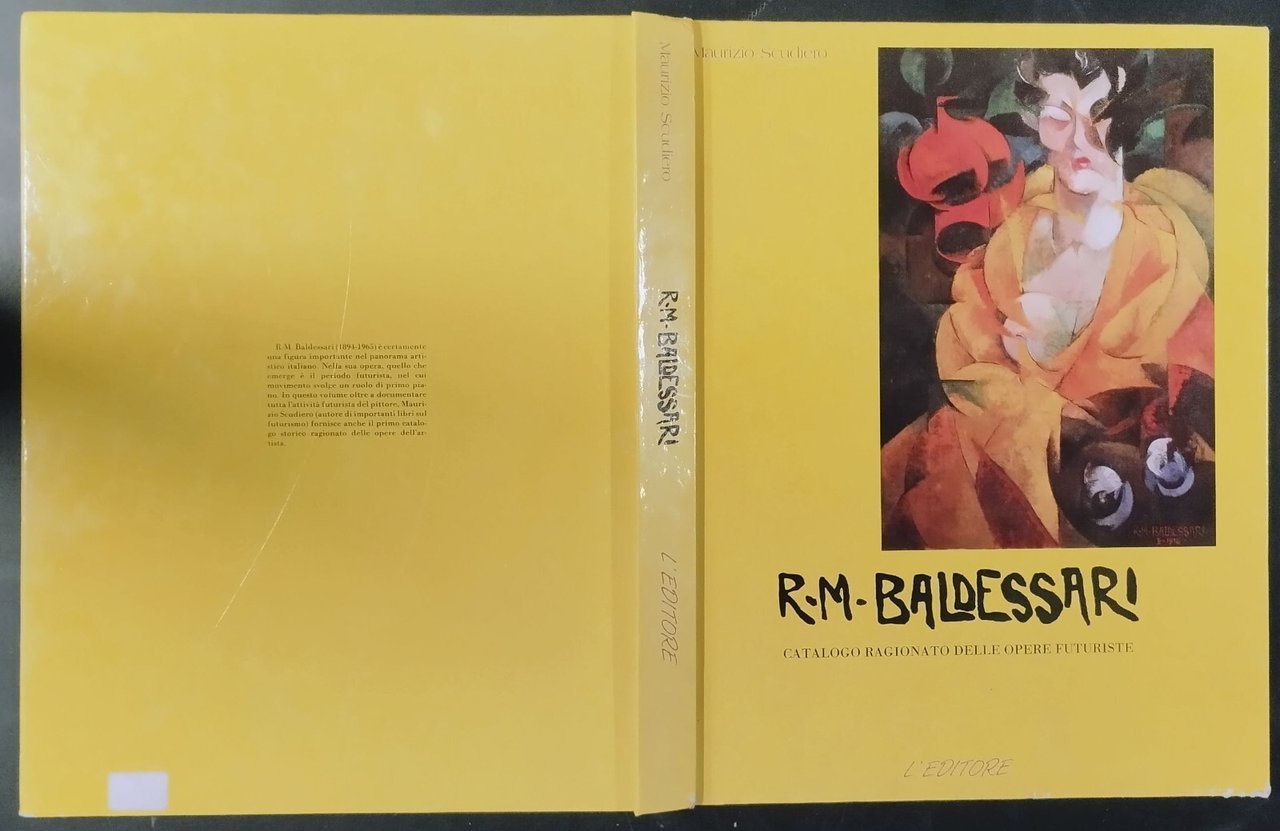 R. M. Baldessari (1894-1965) è certamente
una figura importante nel panorama arti-
stico italiano. Nella sua opera, quello che
emerge è il periodo futurista, nel cui
movimento svolge un ruolo di primo pia-
no. In questo volume oltre a documentare
tutta l'attività futurista del pittore, Mauri-
zio Scudiero (autore di importanti libri sul
futurismo) fornisce anche il primo catalo-
go storico ragionato delle opere dell'ar-
tista.
Maurizio Scudiero
R·M·BALDESSARI
L'EDITORE
Maurizio Scudiero
R·M·BALDESSARI
R·M·BALDESSARI
CATALOGO RAGIONATO DELLE OPERE FUTURISTE
L'EDITORE